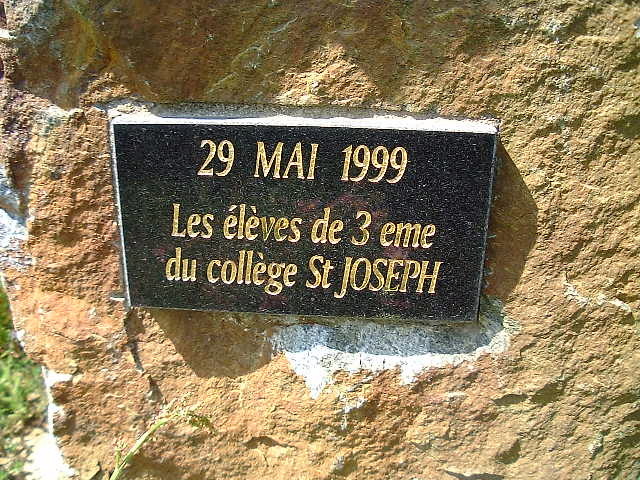 29 MAI 1999
Les élèves de 3 eme
du collège St JOSEPH